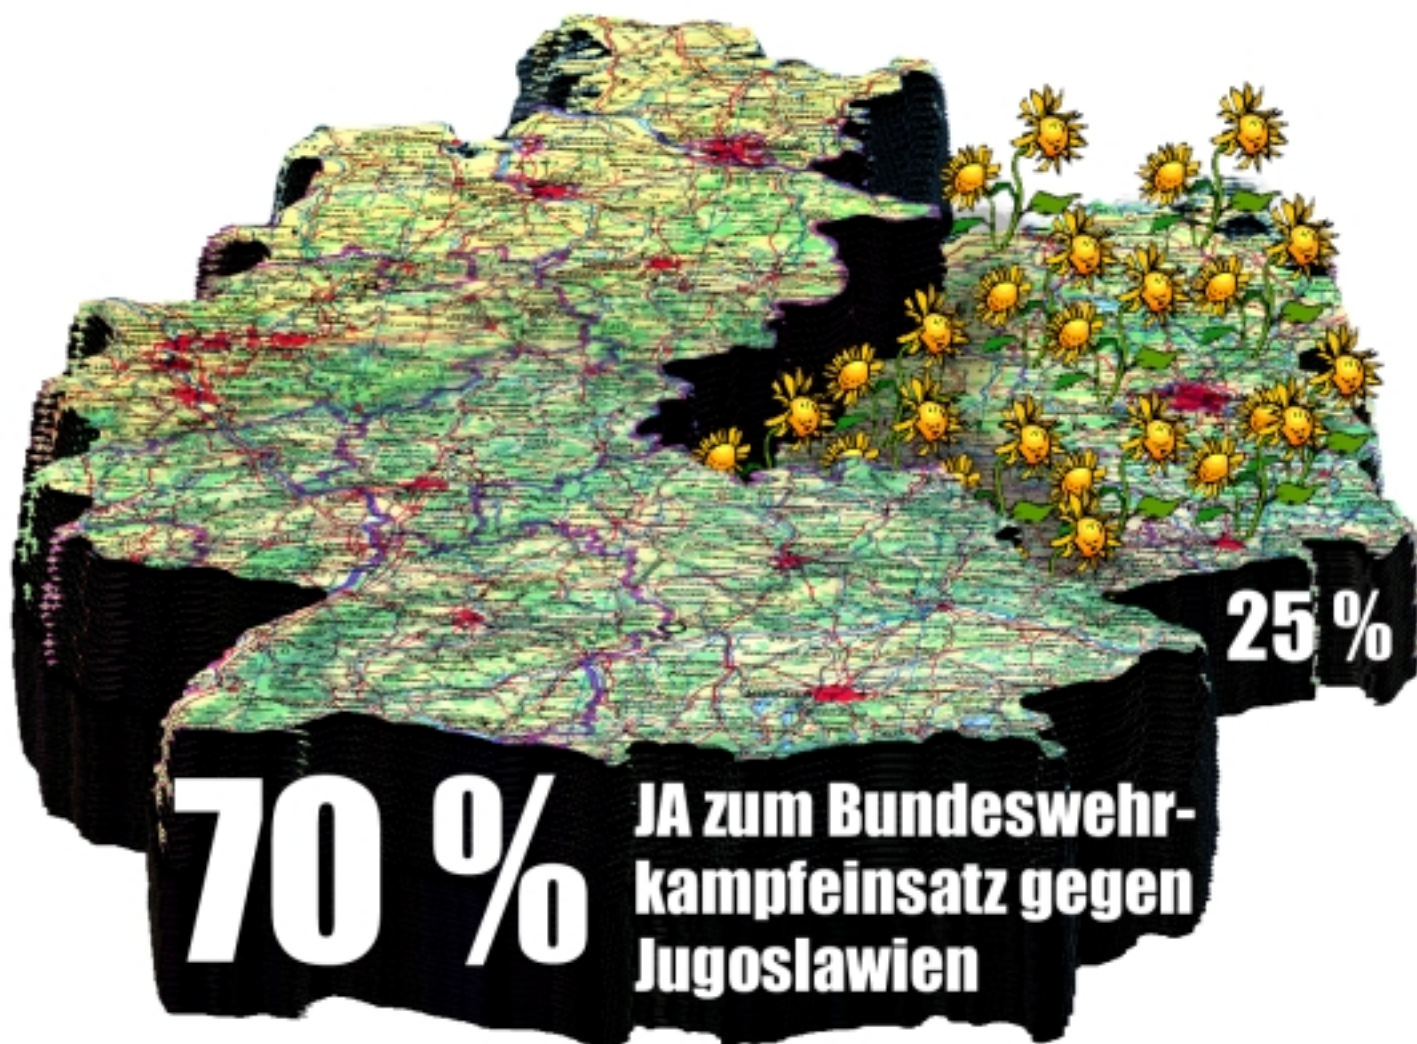 25 %
70 %
JA zum Bundeswehr-
kampfeinsatz gegen
Jugoslawien